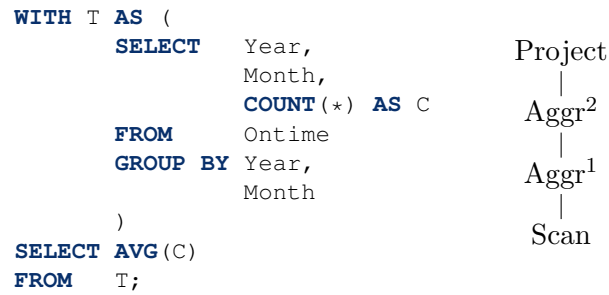 WITH T AS (
SELECT Year,
Month,
COUNT(*) AS C
FROM Ontime
GROUP BY Year,
Month
)
SELECT AVG(C)
FROM T;
Project
Aggr²
Aggr¹
Scan